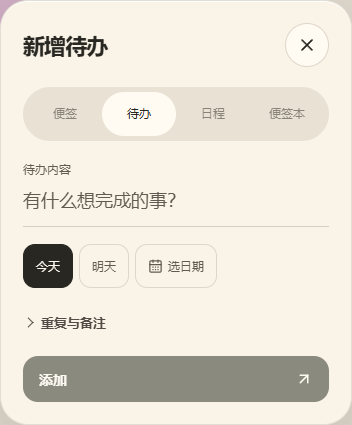 新增待办
便签 待办 日程 便签本
待办内容
有什么想完成的事？
今天 明天 选日期
重复与备注
添加